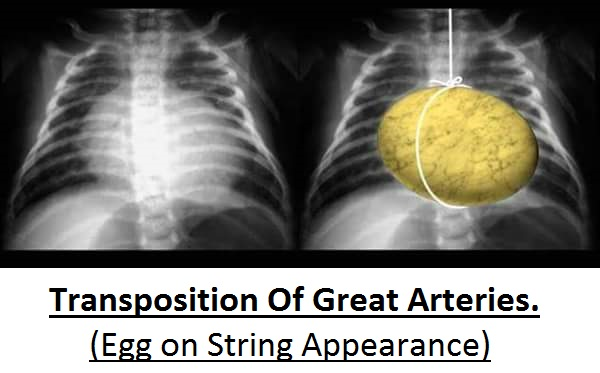 Transposition Of Great Arteries.
(Egg on String Appearance)